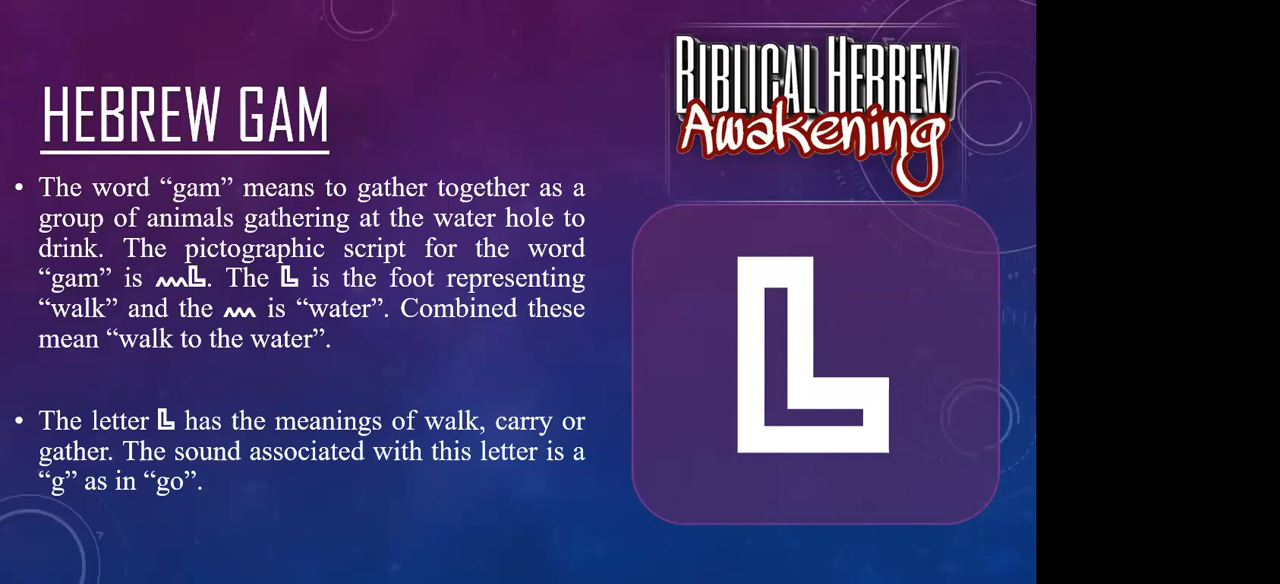 HEBREW GAM
• The word “gam” means to gather together as a
group of animals gathering at the water hole to
drink. The pictographic script for the word
“gam” is 𐤌𐤂. The 𐤂 is the foot representing
“walk” and the 𐤌 is “water”. Combined these
mean “walk to the water”.
• The letter 𐤂 has the meanings of walk, carry or
gather. The sound associated with this letter is a
“g” as in “go”.
BIBLICAL HEBREW
Awakening